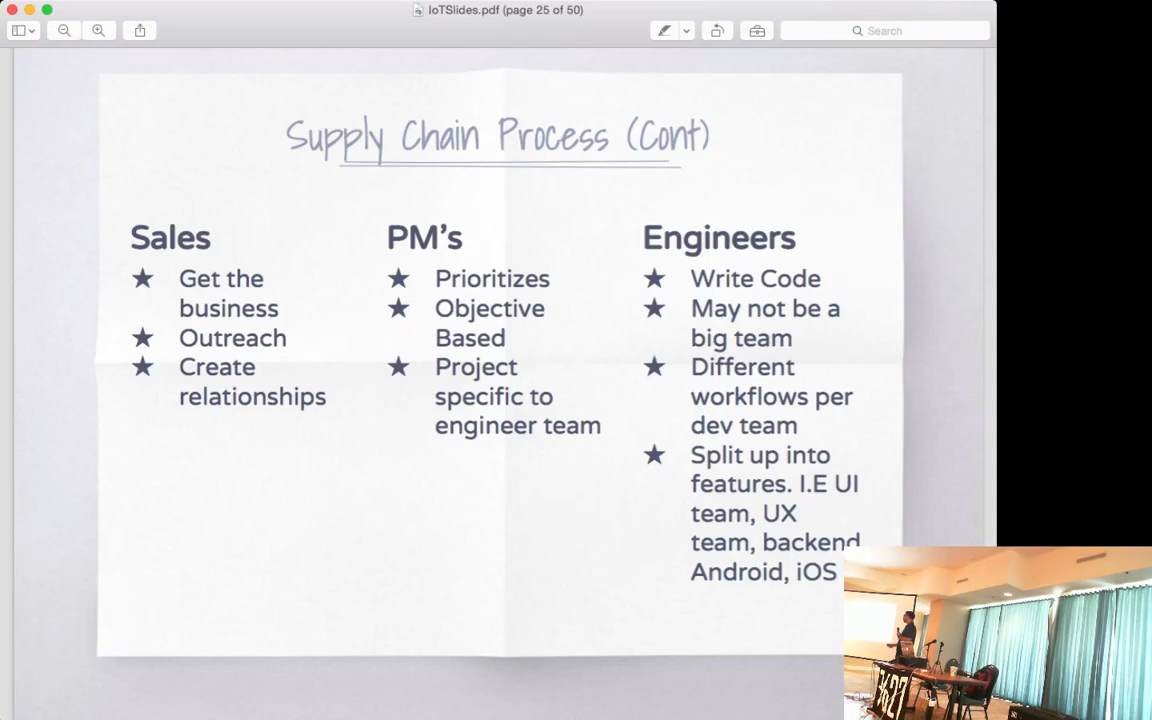 IoTSlides.pdf (page 25 of 50)
Search
Supply Chain Process (Cont)
Sales
★ Get the
business
★ Outreach
★ Create
relationships
PM's
★ Prioritizes
★ Objective
Based
★ Project
specific to
engineer team
Engineers
★ Write Code
★ May not be a
big team
★ Different
workflows per
dev team
★ Split up into
features. I.E UI
team, UX
team, backend
Android, iOS